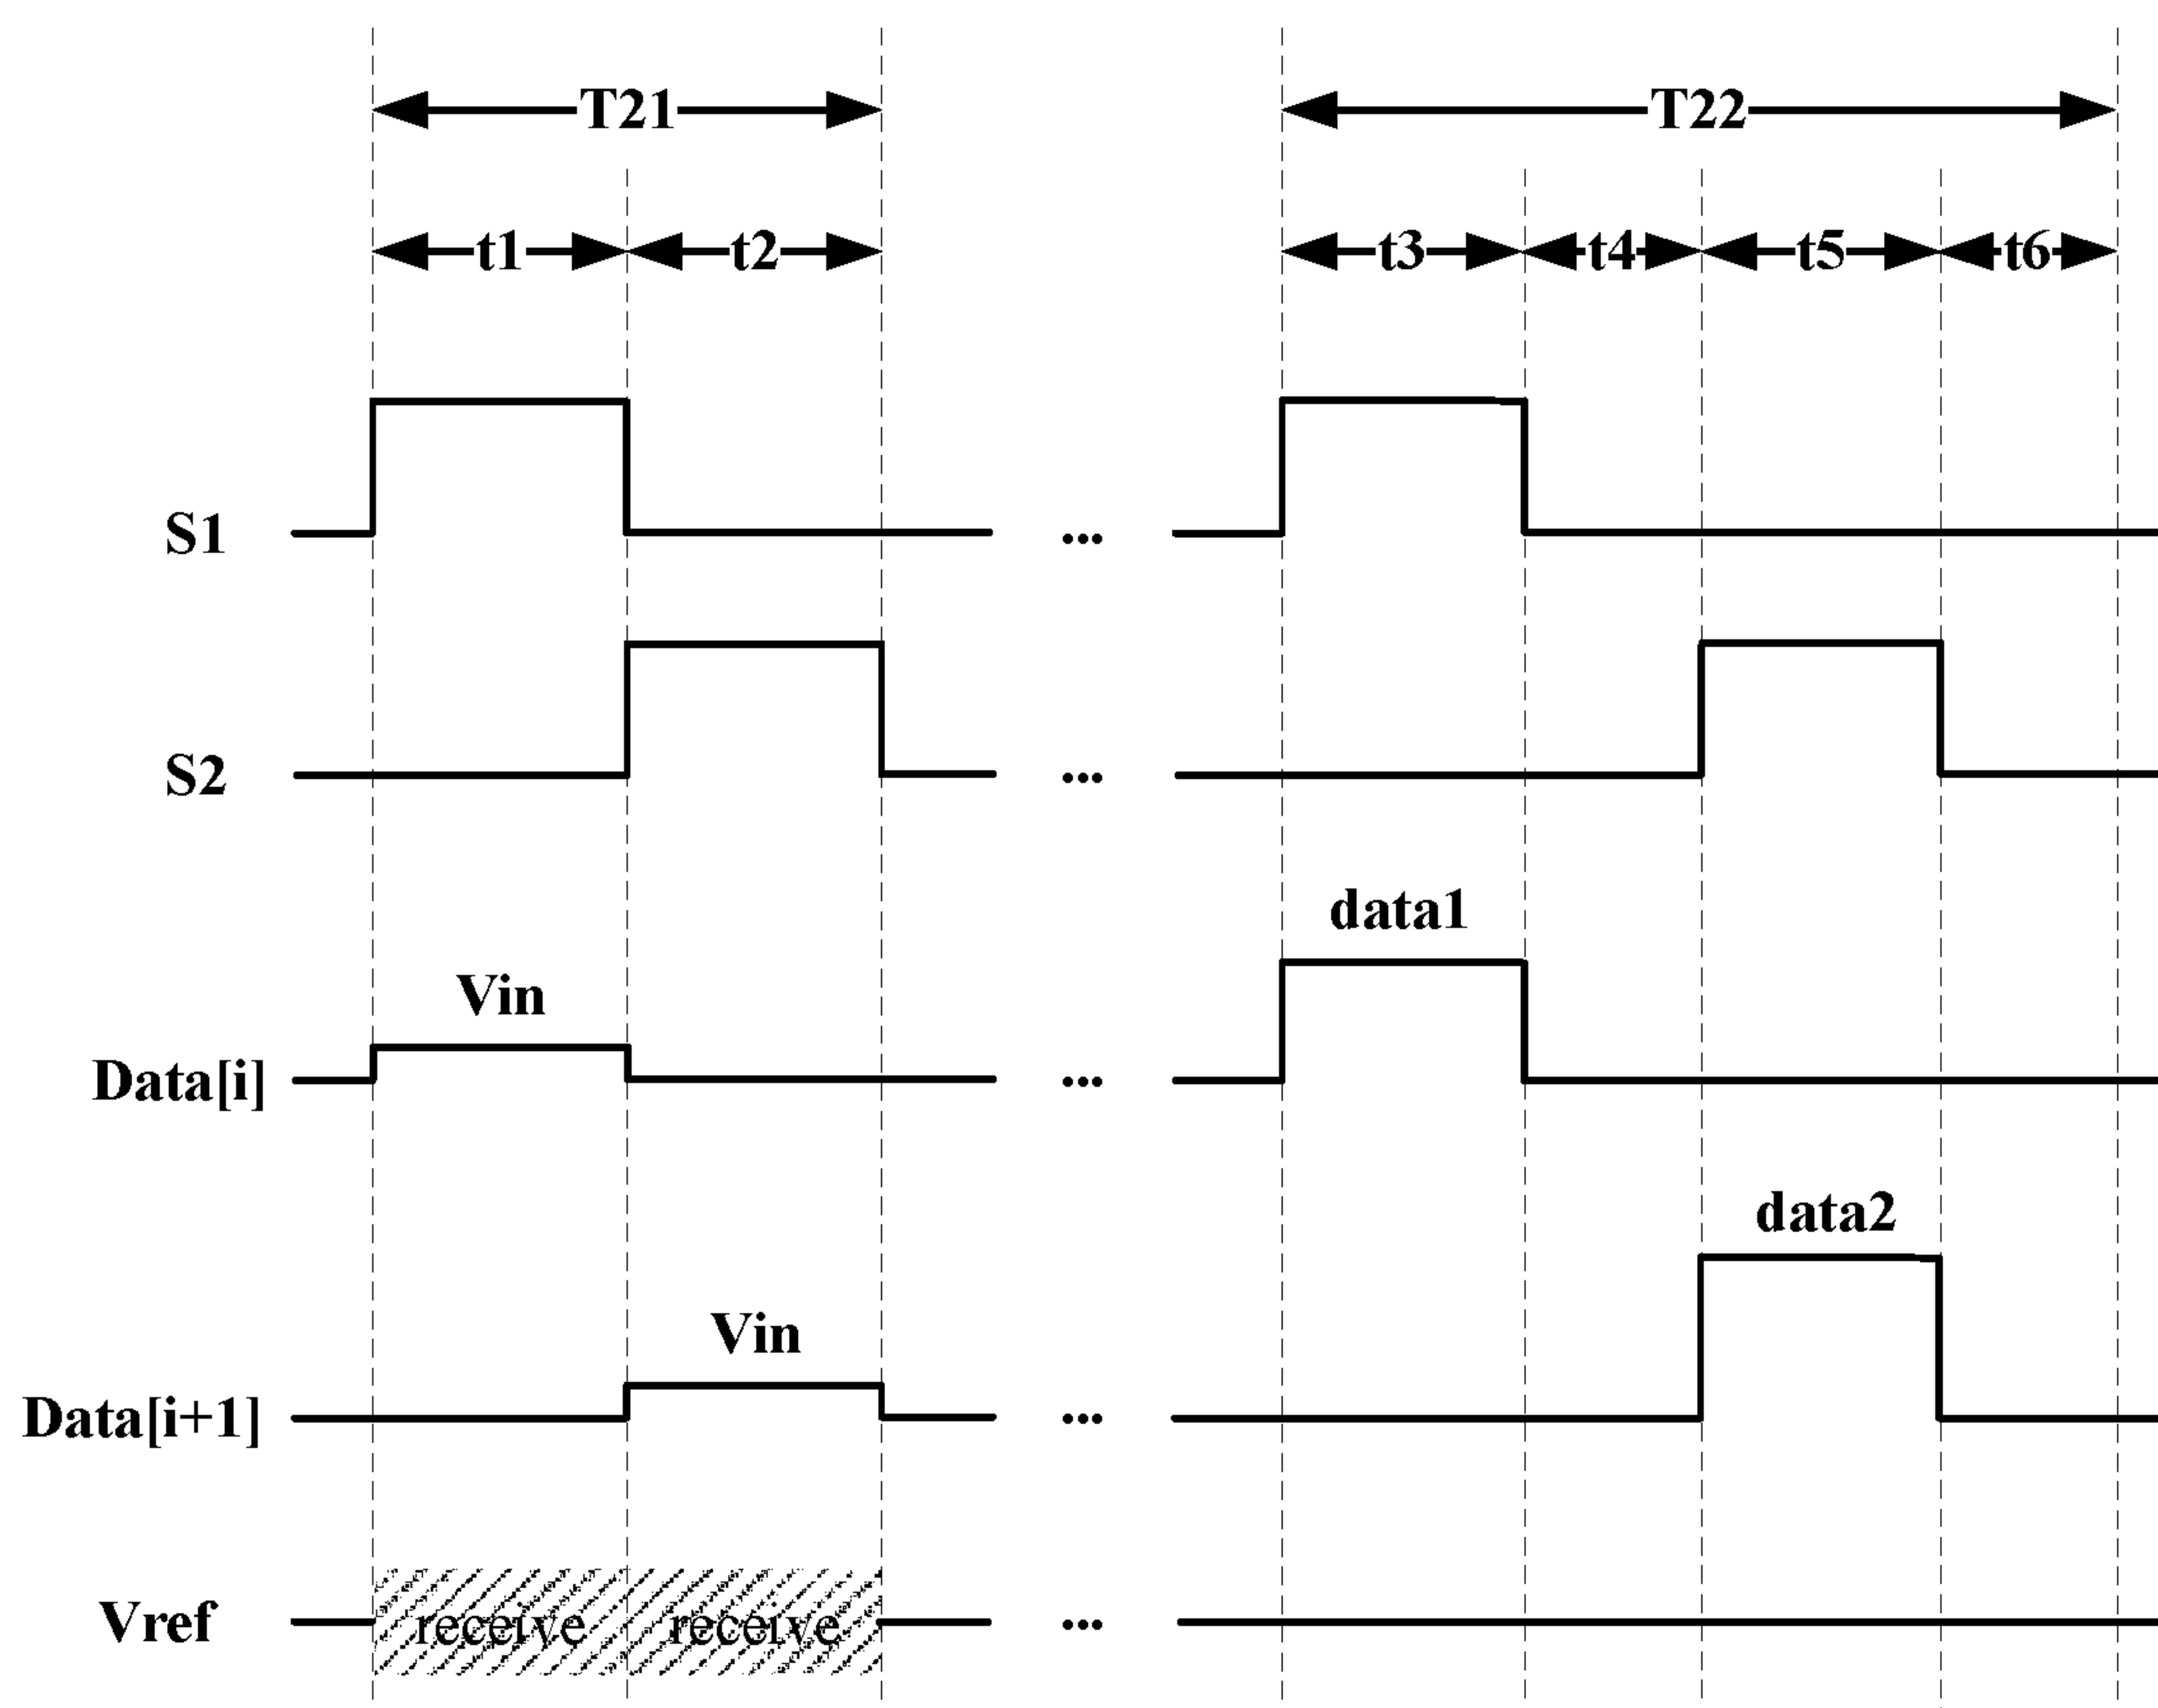 T21 T22
t1 t2 t3 t4 t5 t6
S1 ...
S2 ...
data1
Vin
Data[i] ...
data2
Vin
Data[i+1] ...
Vref receive receive ...